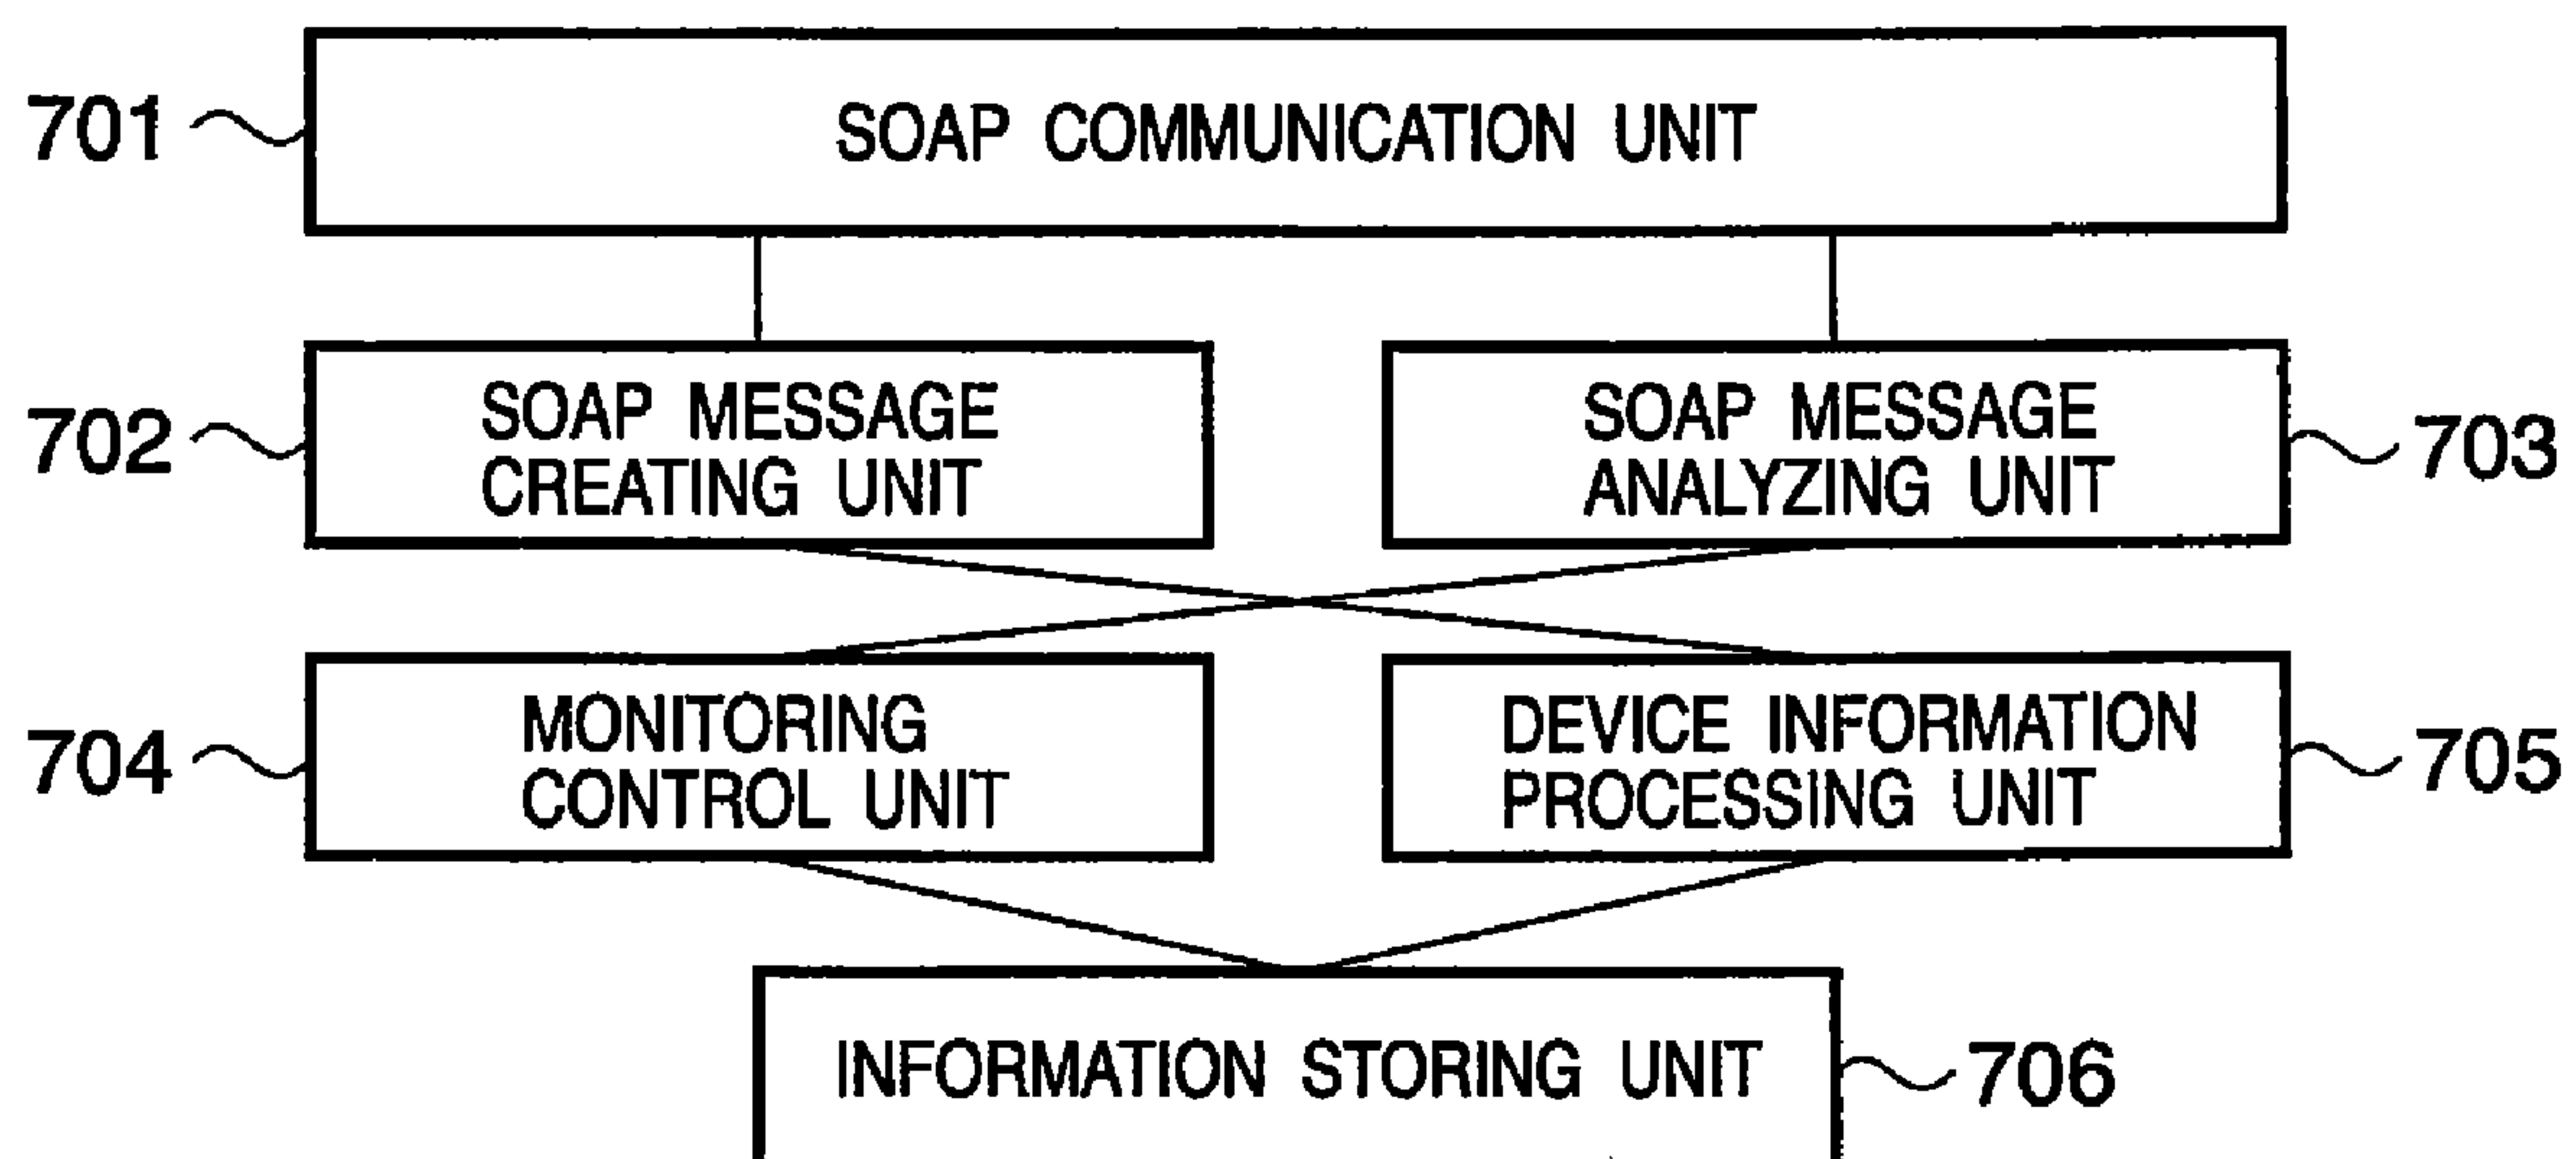 701
SOAP COMMUNICATION UNIT
702
SOAP MESSAGE
CREATING UNIT
SOAP MESSAGE
ANALYZING UNIT
703
704
MONITORING
CONTROL UNIT
DEVICE INFORMATION
PROCESSING UNIT
705
INFORMATION STORING UNIT
706